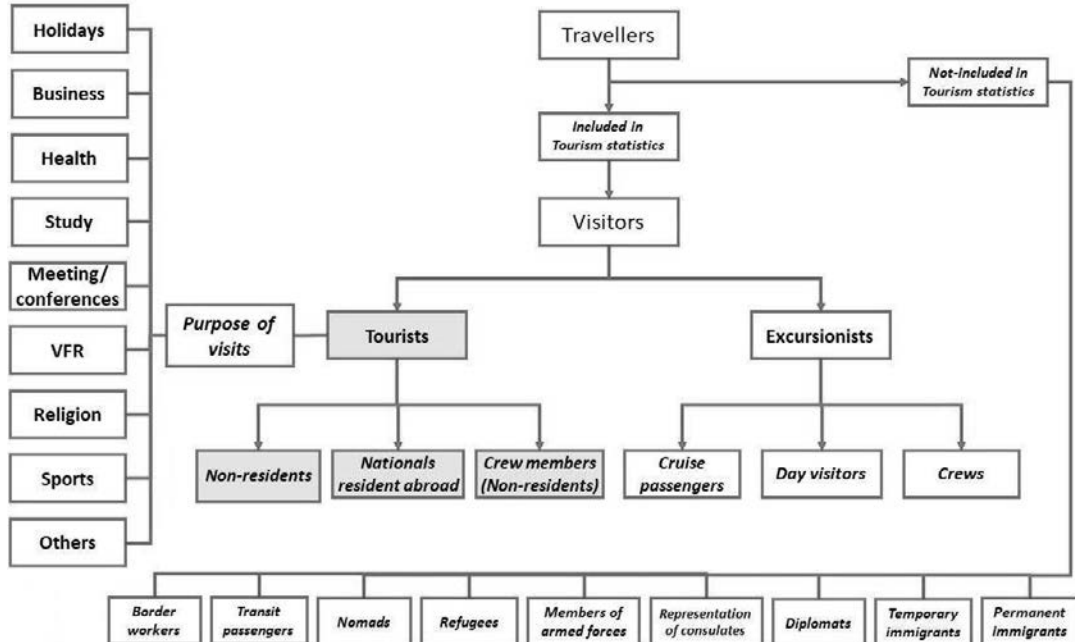 Travellers
Not-included in
Tourism statistics
Included in
Tourism statistics
Visitors
Holidays
Business
Health
Study
Meeting/
conferences
VFR
Religion
Sports
Others
Purpose of
visits
Tourists
Excursionists
Non-residents
Nationals
resident abroad
Crew members
(Non-residents)
Cruise
passengers
Day visitors
Crews
Border
workers
Transit
passengers
Nomads
Refugees
Members of
armed forces
Representation
of consulates
Diplomats
Temporary
immigrants
Permanent
immigrants